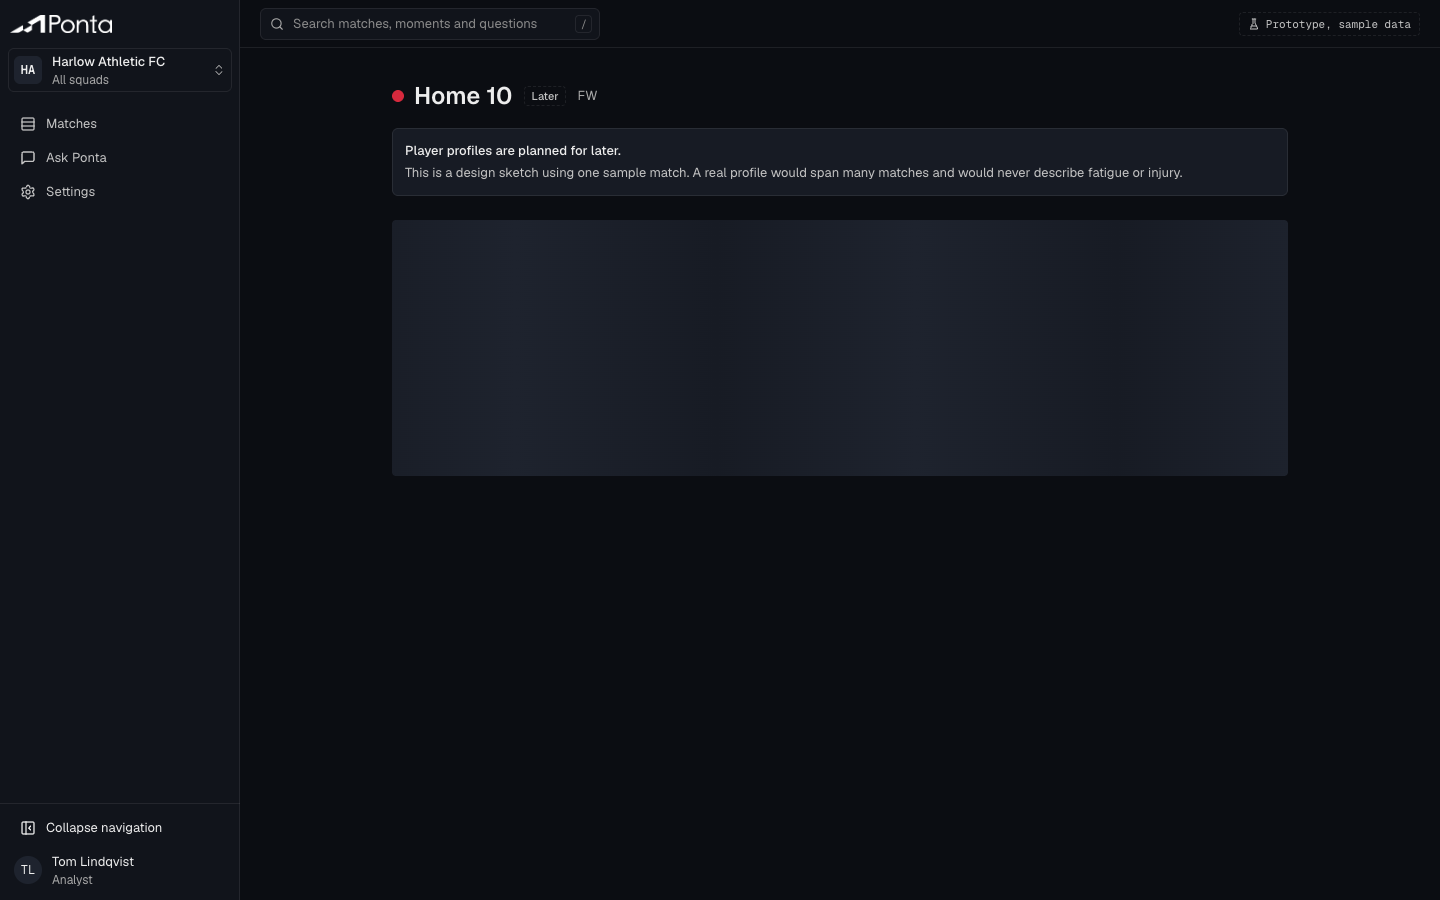 Ponta
HA
Harlow Athletic FC
All squads
Matches
Ask Ponta
Settings
Collapse navigation
TL
Tom Lindqvist
Analyst
Search matches, moments and questions
/
Prototype, sample data
Home 10
Later
FW
Player profiles are planned for later.
This is a design sketch using one sample match. A real profile would span many matches and would never describe fatigue or injury.